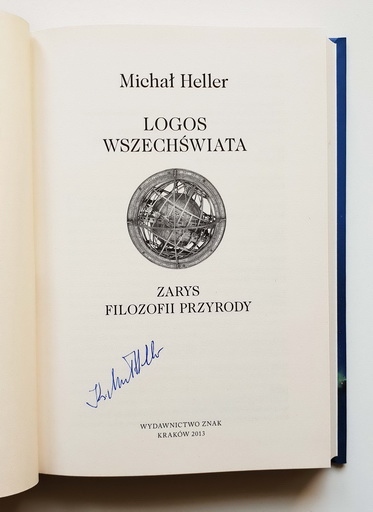 Michał Heller
LOGOS
WSZECHŚWIATA
ZARYS
FILOZOFII PRZYRODY
WYDAWNICTWO ZNAK
KRAKÓW 2013